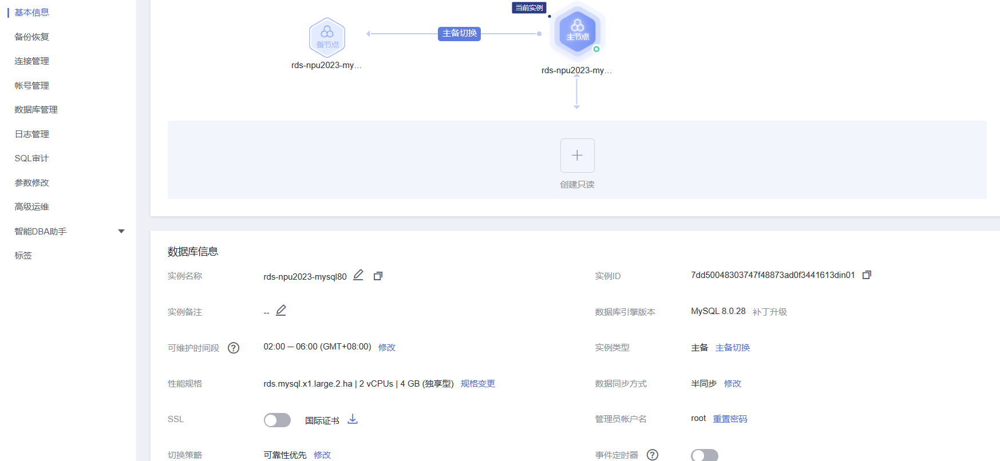 基本信息
备份恢复
连接管理
帐号管理
数据库管理
日志管理
SQL审计
参数修改
高级运维
智能DBA助手
标签
当前实例
备节点
主备切换
主节点
rds-npu2023-my...
rds-npu2023-my...
创建只读
数据库信息
实例名称 rds-npu2023-mysql80
实例ID 7dd50048303747f48873ad0f3441613din01
实例备注 --
数据库引擎版本 MySQL 8.0.28 补丁升级
可维护时间段 02:00 — 06:00 (GMT+08:00) 修改
实例类型 主备 主备切换
性能规格 rds.mysql.x1.large.2.ha | 2 vCPUs | 4 GB (独享型) 规格变更
数据同步方式 半同步 修改
SSL 国际证书
管理员帐户名 root 重置密码
切换策略 可靠性优先 修改
事件定时器